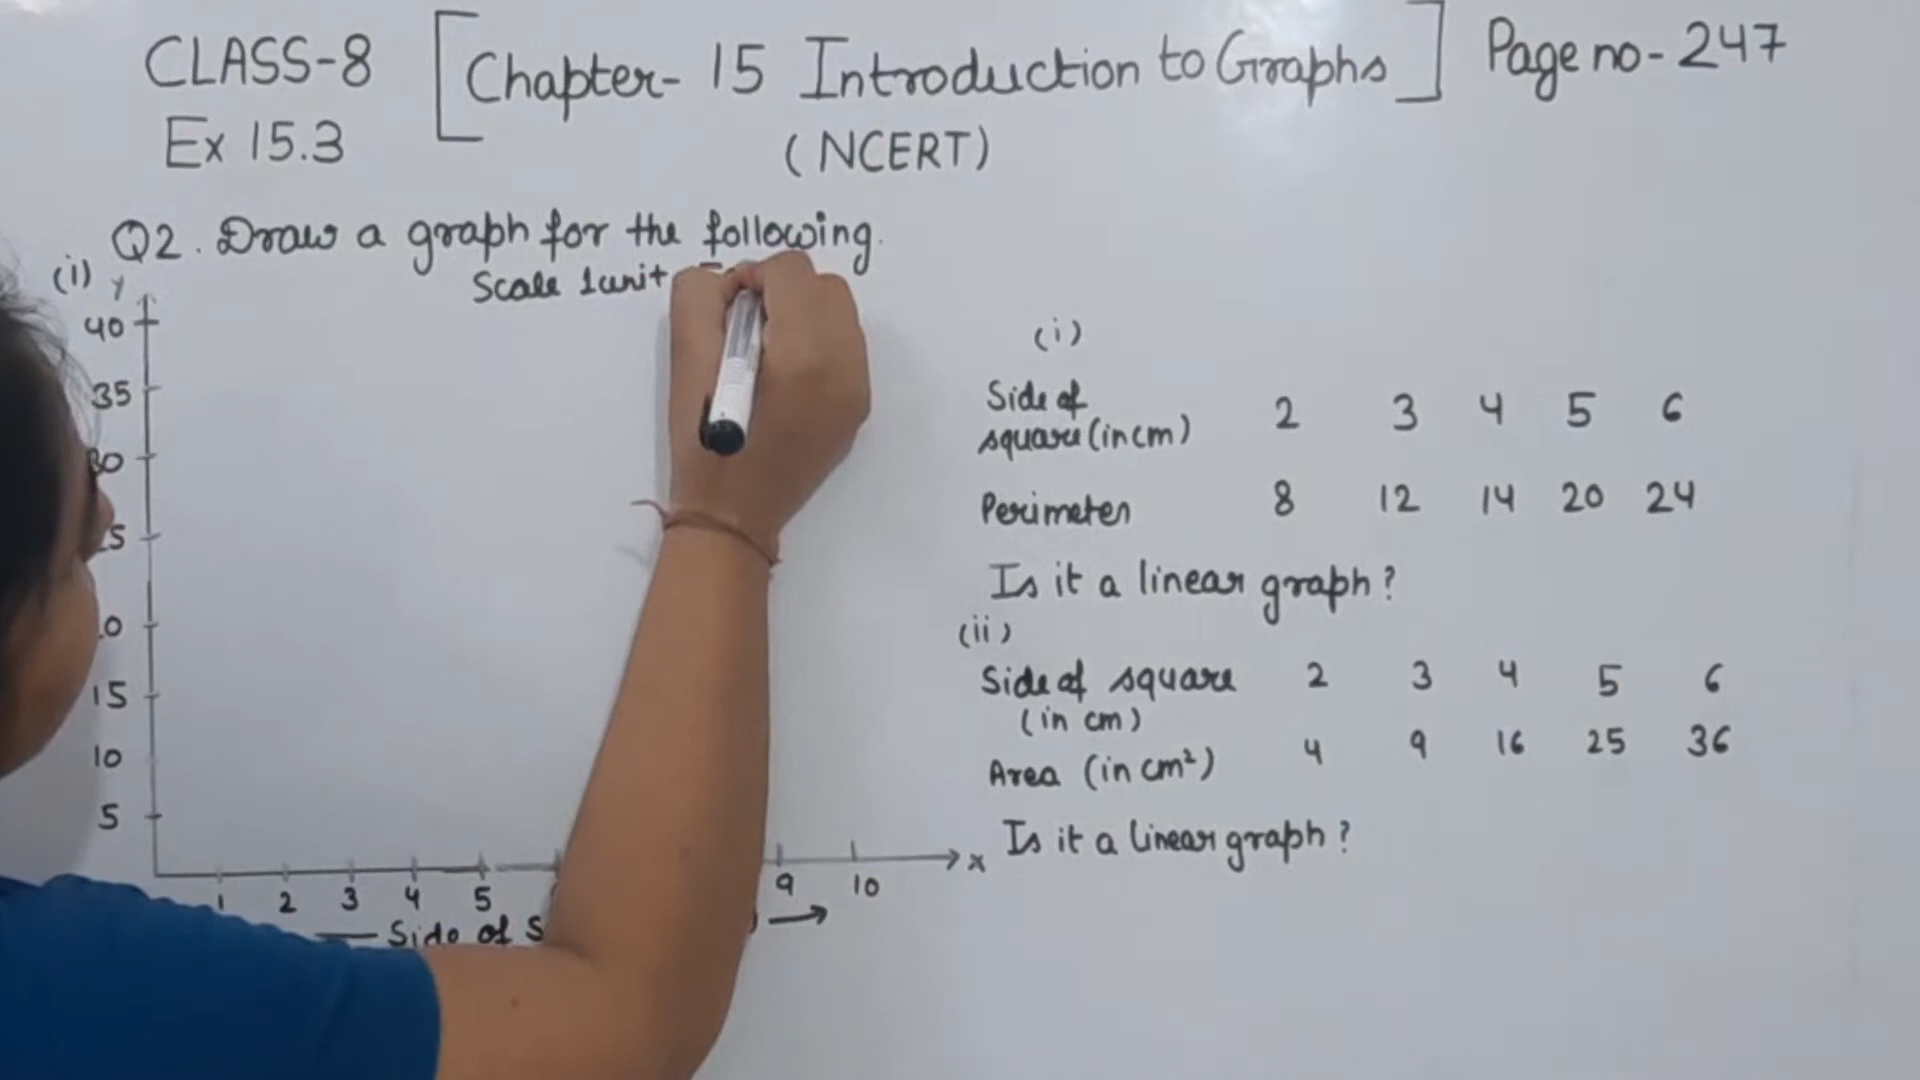 CLASS-8 [Chapter- 15 Introduction to Graphs] Page no- 247
Ex 15.3 (NCERT)
Q2. Draw a graph for the following.
(i) Y
Scale 1 unit
40
35
30
15
10
5
1 2 3 4 5 9 10 x
Side of
(i)
Side of square (in cm) 2 3 4 5 6
Perimeter 8 12 14 20 24
Is it a linear graph?
(ii)
Side of square 2 3 4 5 6
(in cm)
Area (in cm²) 4 9 16 25 36
Is it a linear graph?